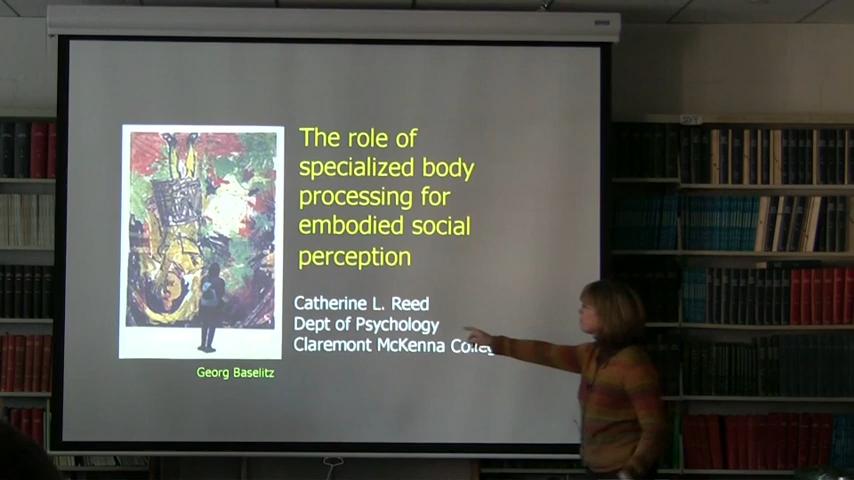 The role of
specialized body
processing for
embodied social
perception
Catherine L. Reed
Dept of Psychology
Claremont McKenna
Georg Baselitz